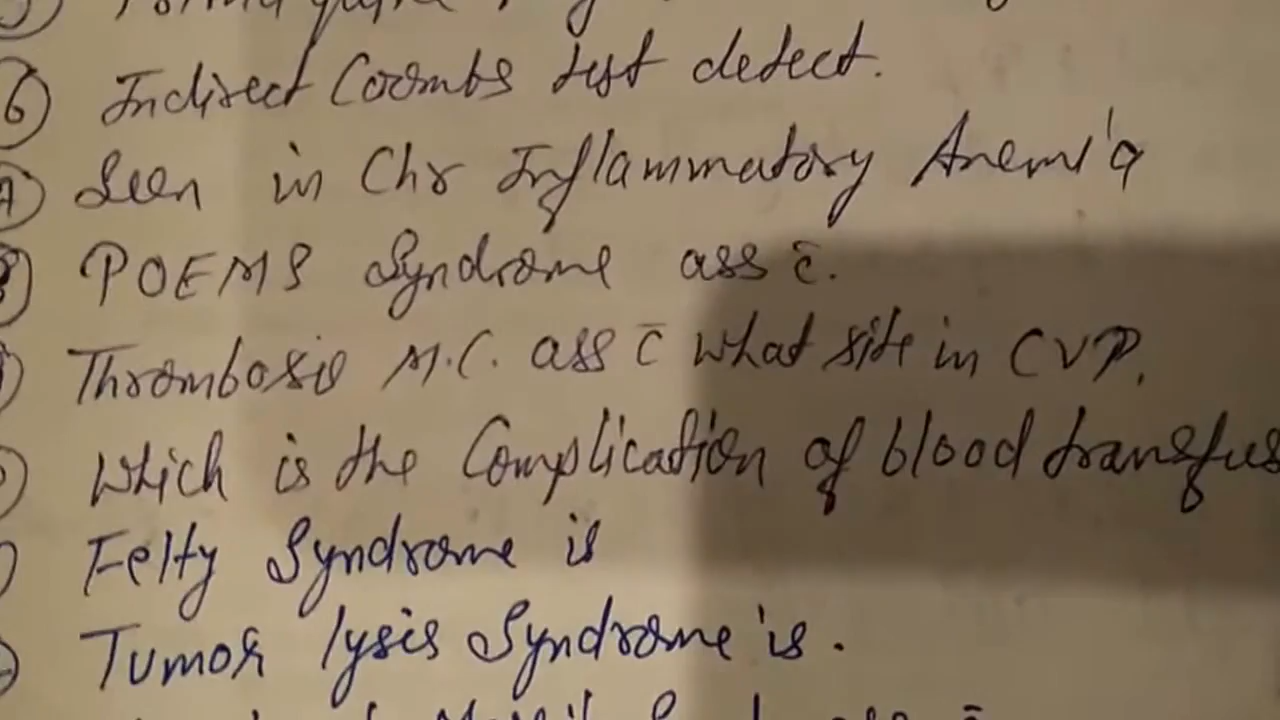 6 Indirect Coombs test detect.
7 Seen in Chr Inflammatory Anemia
8 POEMS Syndrome ass c̄.
Thrombosis M.C. ass c̄ what site in CVP.
Which is the Complication of blood transfus
Felty Syndrome is
Tumor lysis Syndrome is.